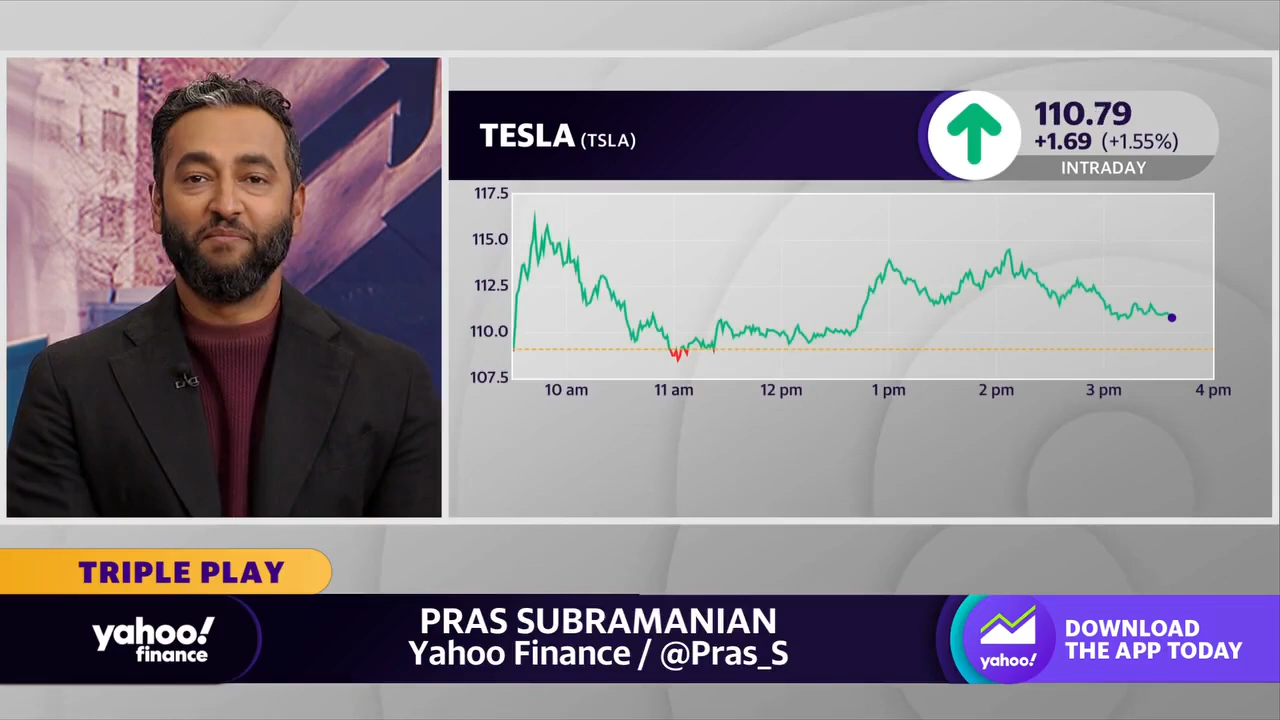 TESLA (TSLA)
110.79
+1.69 (+1.55%)
INTRADAY
117.5
115.0
112.5
110.0
107.5
10 am 11 am 12 pm 1 pm 2 pm 3 pm 4 pm
TRIPLE PLAY
yahoo!
finance
PRAS SUBRAMANIAN
Yahoo Finance / @Pras_S
yahoo!
DOWNLOAD
THE APP TODAY